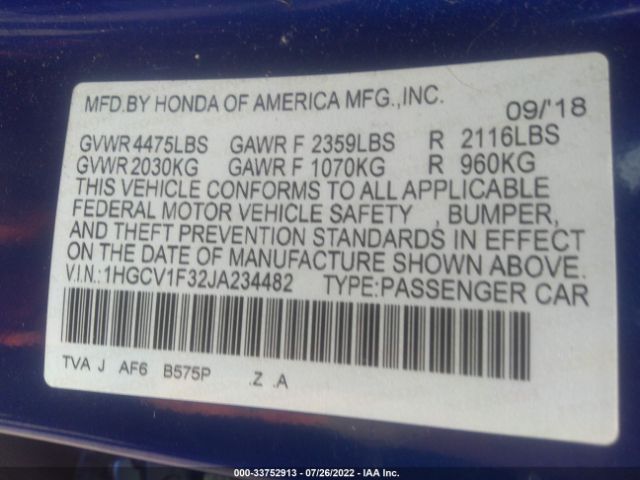 MFD.BY HONDA OF AMERICA MFG.,INC. 09/'18
GVWR 4475LBS GAWR F 2359LBS R 2116LBS
GVWR 2030KG GAWR F 1070KG R 960KG
THIS VEHICLE CONFORMS TO ALL APPLICABLE
FEDERAL MOTOR VEHICLE SAFETY , BUMPER,
AND THEFT PREVENTION STANDARDS IN EFFECT
ON THE DATE OF MANUFACTURE SHOWN ABOVE.
V.I.N.:1HGCV1F32JA234482 TYPE:PASSENGER CAR
TVA J AF6 B575P .Z .A
000-33752913 - 07/26/2022 - IAA Inc.